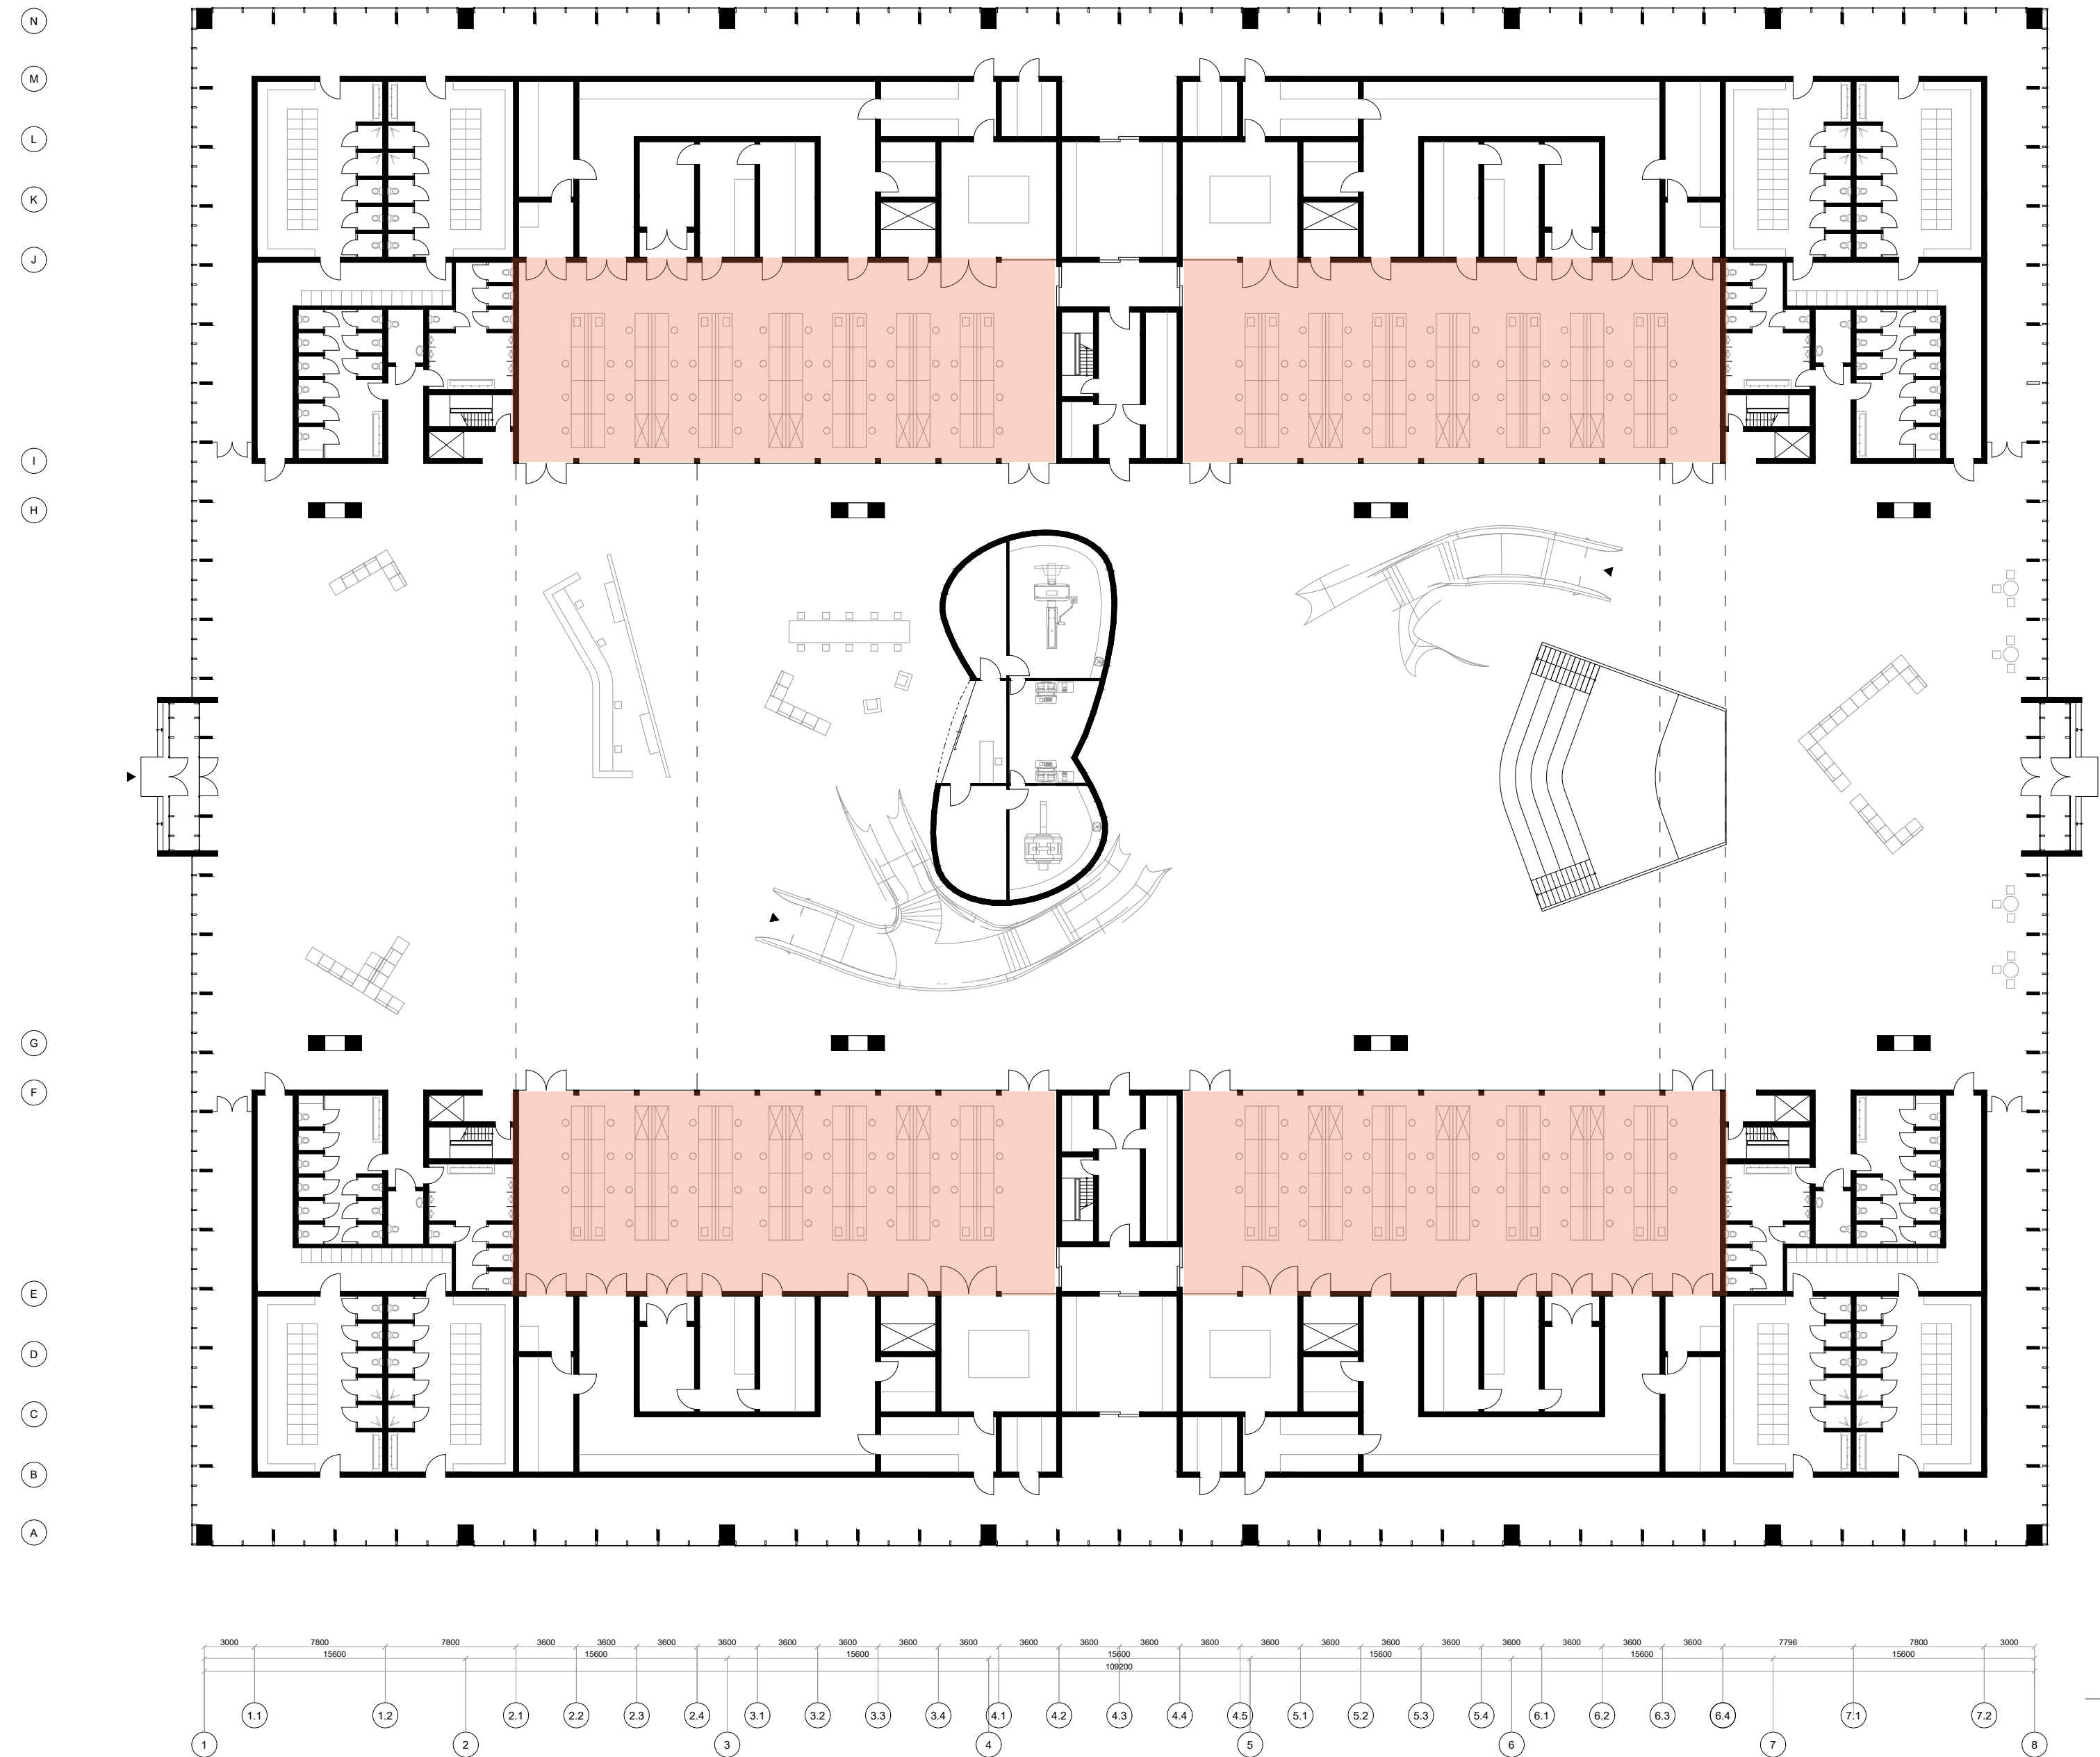 N
M
L
K
J
I
H
G
F
E
D
C
B
A
3000 7800 7800 3600 3600 3600 3600 3600 3600 3600 3600 3600 3600 3600 3600 3600 3600 3600 3600 3600 3600 3600 3600 7796 7800 3000
15600 15600 15600 15600 15600 15600 15600
109200
1.1 1.2 2.1 2.2 2.3 2.4 3.1 3.2 3.3 3.4 4.1 4.2 4.3 4.4 4.5 5.1 5.2 5.3 5.4 6.1 6.2 6.3 6.4 7.1 7.2
1 2 3 4 5 6 7 8